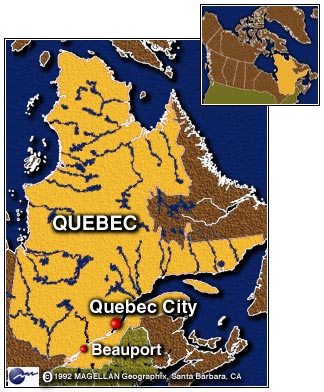 QUEBEC
Quebec City
Beauport
© 1992 MAGELLAN Geographix, Santa Barbara, CA